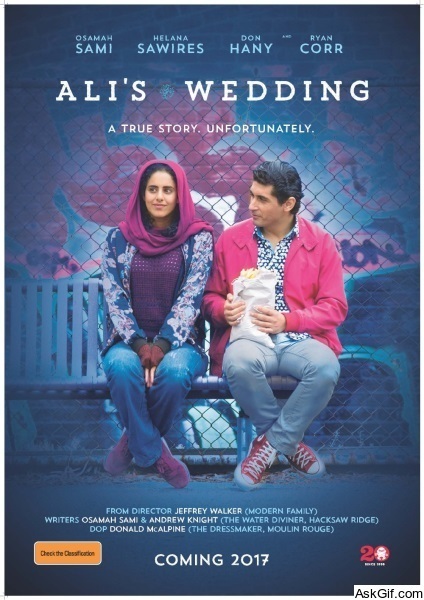 OSAMAH HELANA DON AND RYAN
SAMI SAWIRES HANY CORR
ALI'S WEDDING
A TRUE STORY. UNFORTUNATELY.
FROM DIRECTOR JEFFREY WALKER (MODERN FAMILY)
WRITERS OSAMAH SAMI & ANDREW KNIGHT (THE WATER DIVINER, HACKSAW RIDGE)
DOP DONALD McALPINE (THE DRESSMAKER, MOULIN ROUGE)
Check the Classification
COMING 2017
20
AskGif.com